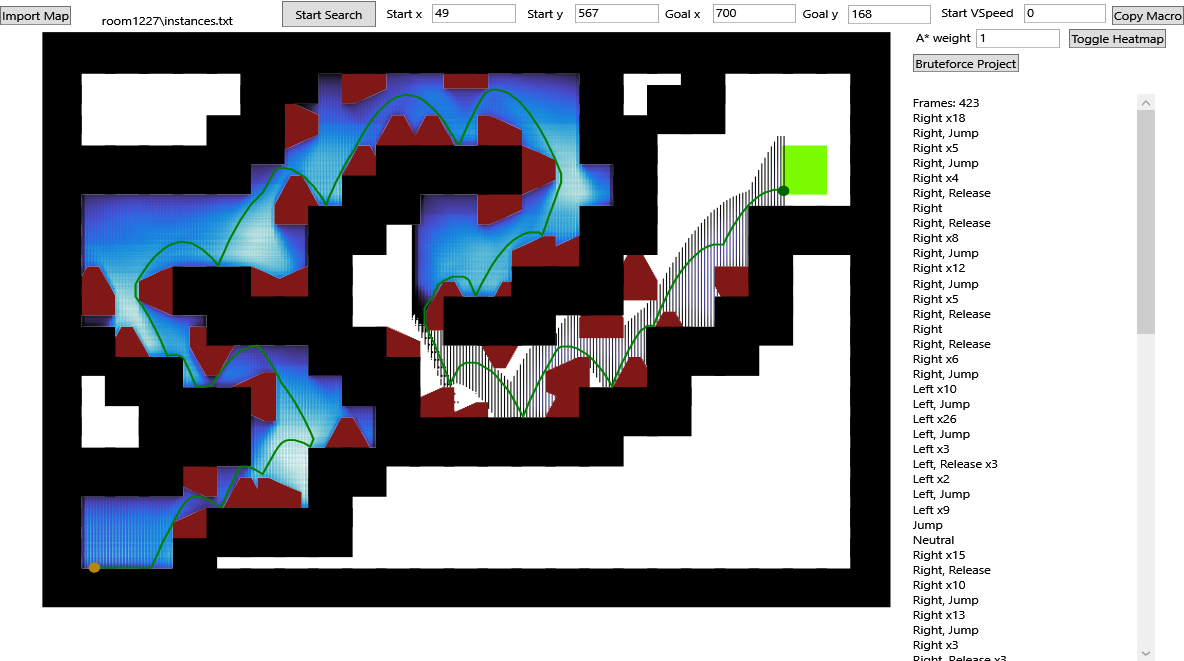 Import Map
room1227\instances.txt
Start Search
Start x 49
Start y 567
Goal x 700
Goal y 168
Start VSpeed 0
Copy Macro
A* weight 1
Toggle Heatmap
Bruteforce Project
Frames: 423
Right x18
Right, Jump
Right x5
Right, Jump
Right x4
Right, Release
Right
Right, Release
Right x8
Right, Jump
Right x12
Right, Jump
Right x5
Right, Release
Right
Right, Release
Right x6
Right, Jump
Left x10
Left, Jump
Left x26
Left, Jump
Left x3
Left, Release x3
Left x2
Left, Jump
Left x9
Jump
Neutral
Right x15
Right, Release
Right x10
Right, Jump
Right x13
Right, Jump
Right x3
Right, Release x3